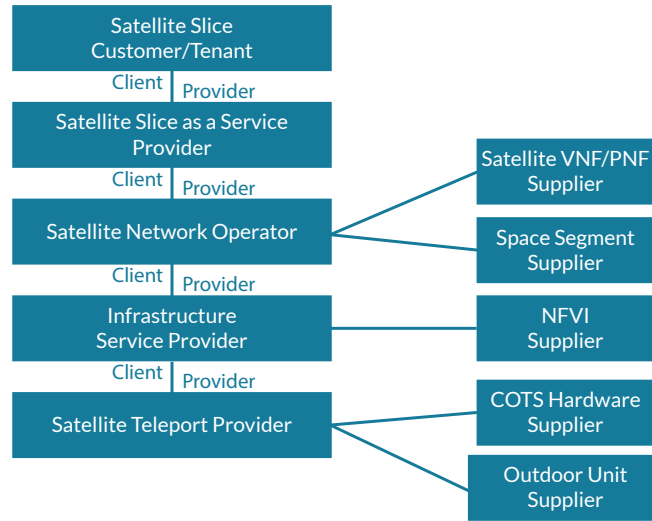 Satellite Slice
Customer/Tenant
Client Provider
Satellite Slice as a Service
Provider
Client Provider
Satellite Network Operator
Client Provider
Infrastructure
Service Provider
Client Provider
Satellite Teleport Provider
Satellite VNF/PNF
Supplier
Space Segment
Supplier
NFVI
Supplier
COTS Hardware
Supplier
Outdoor Unit
Supplier